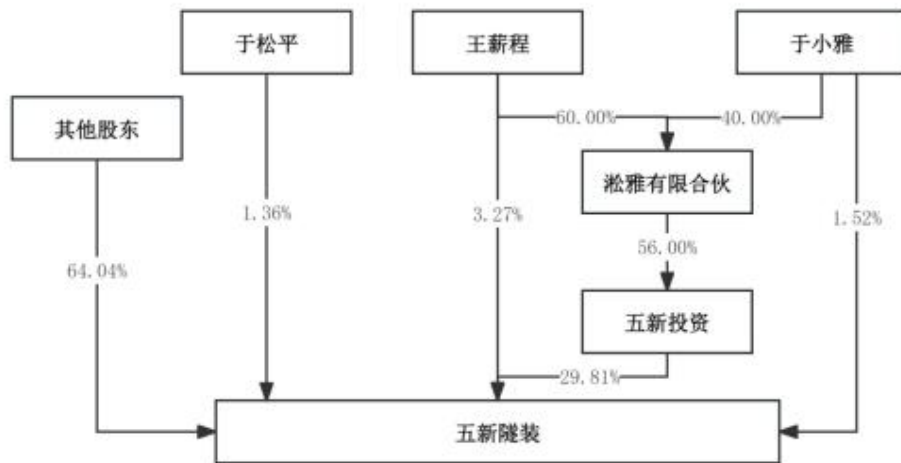 于松平
王薪程
于小雅
其他股东
60.00%
40.00%
淞雅有限合伙
1.36%
3.27%
1.52%
56.00%
64.04%
五新投资
29.81%
五新隧装